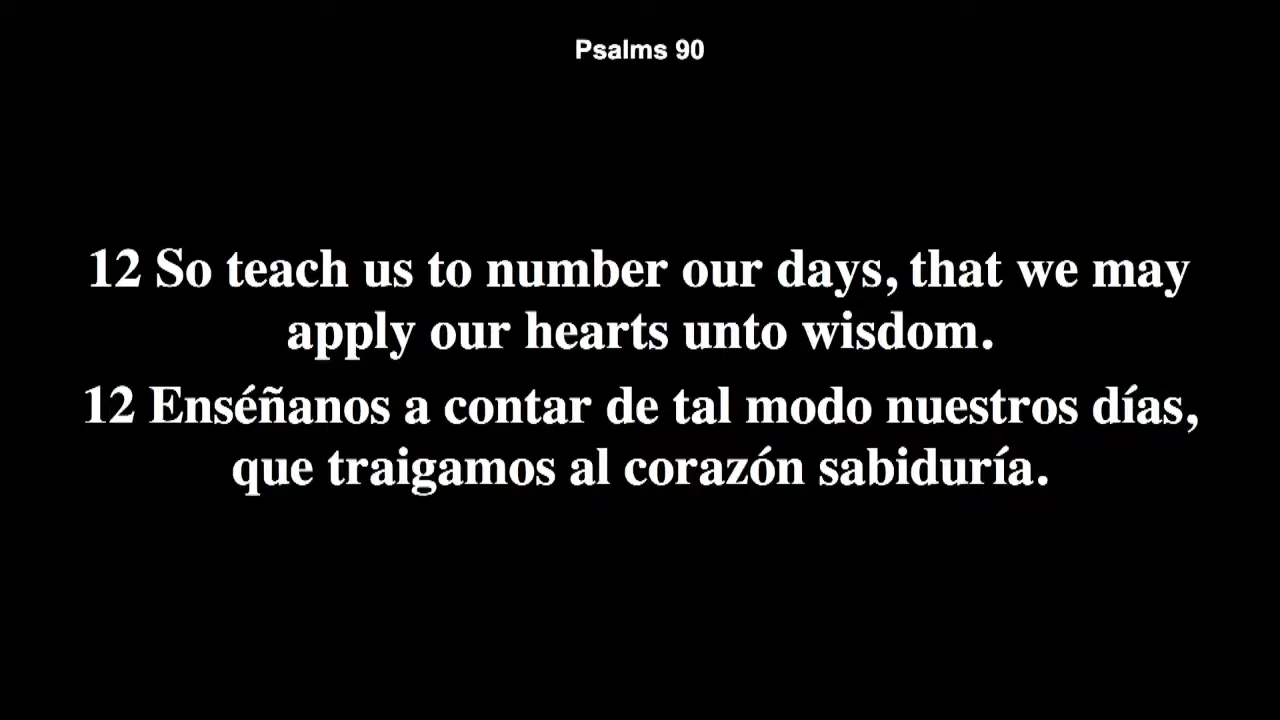 Psalms 90
12 So teach us to number our days, that we may
apply our hearts unto wisdom.
12 Enséñanos a contar de tal modo nuestros días,
que traigamos al corazón sabiduría.